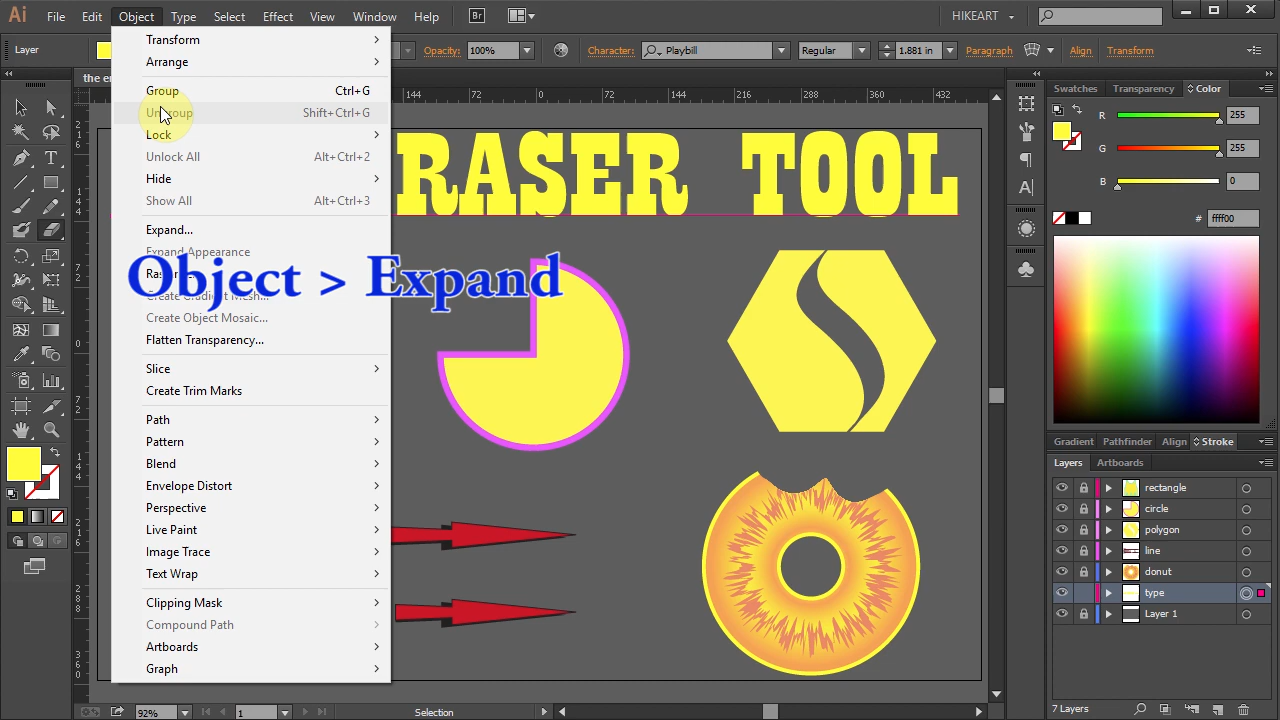 Ai File Edit Object Type Select Effect View Window Help Br HIKEART
Layer Opacity: 100% Character: Playbill Regular 1.881 in Paragraph Align Transform
the er
Transform
Arrange
Group Ctrl+G
Ungroup Shift+Ctrl+G
Lock
Unlock All Alt+Ctrl+2
Hide
Show All Alt+Ctrl+3
Expand...
Expand Appearance
Object > Expand
Create Object Mosaic...
Flatten Transparency...
Slice
Create Trim Marks
Path
Pattern
Blend
Envelope Distort
Perspective
Live Paint
Image Trace
Text Wrap
Clipping Mask
Compound Path
Artboards
Graph
144 72 0 72 144 216 288 360 432
RASER TOOL
Swatches Transparency Color
R 255
G 255
B 0
# ffff00
Gradient Pathfinder Align Stroke
Layers Artboards
rectangle
circle
polygon
line
donut
type
Layer 1
7 Layers
92% 1 Selection